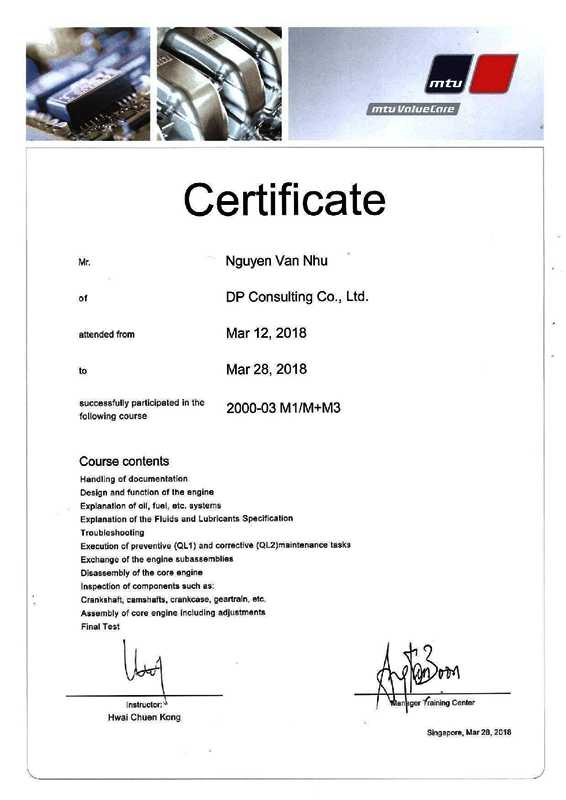 mtu
mtu ValueCare
Certificate
Mr. Nguyen Van Nhu
of DP Consulting Co., Ltd.
attended from Mar 12, 2018
to Mar 28, 2018
successfully participated in the
following course 2000-03 M1/M+M3
Course contents
Handling of documentation
Design and function of the engine
Explanation of oil, fuel, etc. systems
Explanation of the Fluids and Lubricants Specification
Troubleshooting
Execution of preventive (QL1) and corrective (QL2)maintenance tasks
Exchange of the engine subassemblies
Disassembly of the core engine
Inspection of components such as:
Crankshaft, camshafts, crankcase, geartrain, etc.
Assembly of core engine including adjustments
Final Test
Instructor:
Hwai Chuen Kong
Manager Training Center
Singapore, Mar 28, 2018